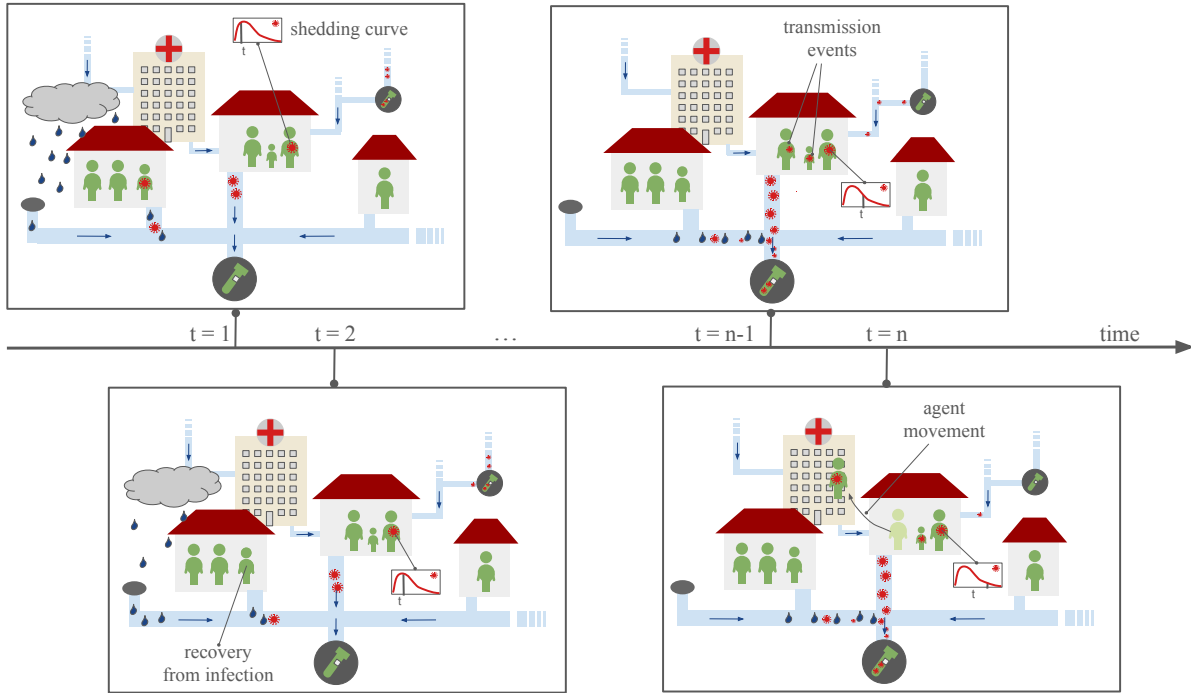 shedding curve
t
transmission
events
t
t = 1
t = 2
…
t = n-1
t = n
time
t
recovery
from infection
agent
movement
t